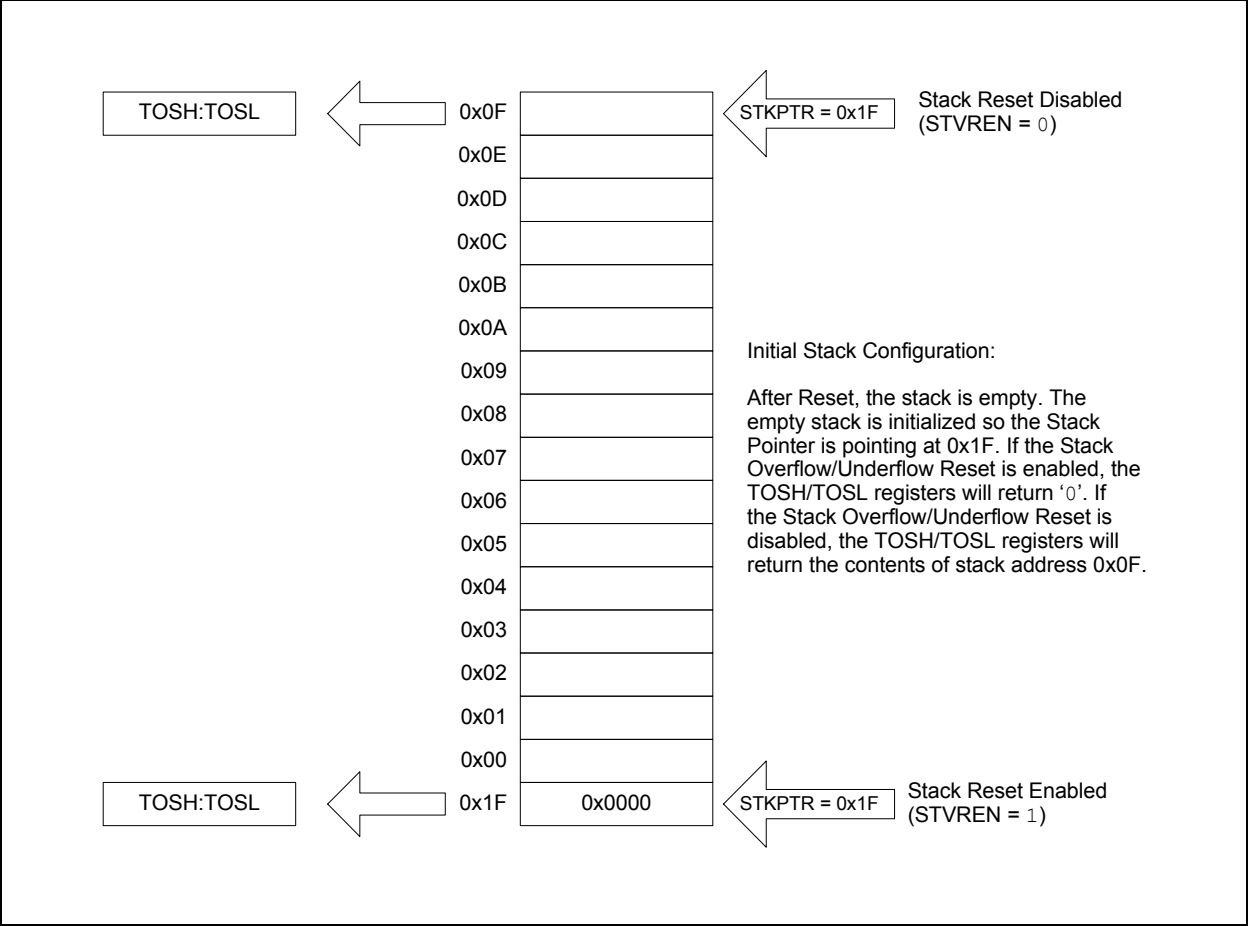 TOSH:TOSL 0x0F STKPTR = 0x1F Stack Reset Disabled
(STVREN = 0)
0x0E
0x0D
0x0C
0x0B
0x0A
0x09
0x08
0x07
0x06
0x05
0x04
0x03
0x02
0x01
0x00
Initial Stack Configuration:
After Reset, the stack is empty. The
empty stack is initialized so the Stack
Pointer is pointing at 0x1F. If the Stack
Overflow/Underflow Reset is enabled, the
TOSH/TOSL registers will return ‘0’. If
the Stack Overflow/Underflow Reset is
disabled, the TOSH/TOSL registers will
return the contents of stack address 0x0F.
TOSH:TOSL 0x1F 0x0000 STKPTR = 0x1F Stack Reset Enabled
(STVREN = 1)